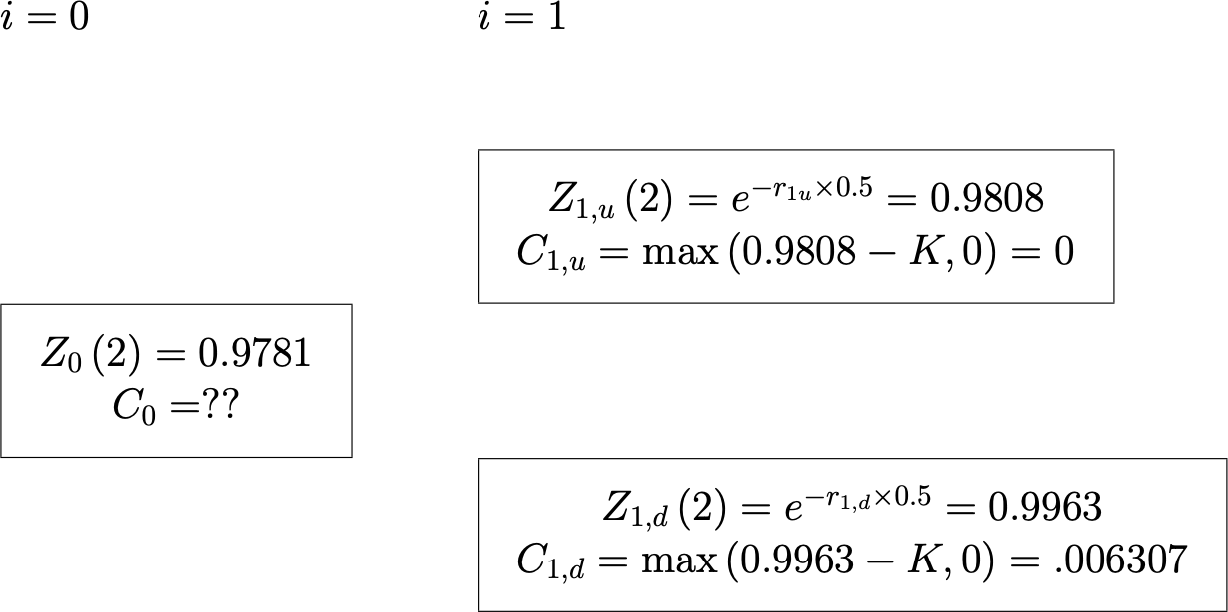 i = 0
i = 1
Z_{1,u} (2) = e^{-r_{1u}×0.5} = 0.9808
C_{1,u} = max (0.9808 − K, 0) = 0
Z_0 (2) = 0.9781
C_0 =??
Z_{1,d} (2) = e^{-r_{1,d}×0.5} = 0.9963
C_{1,d} = max (0.9963 − K, 0) = .006307